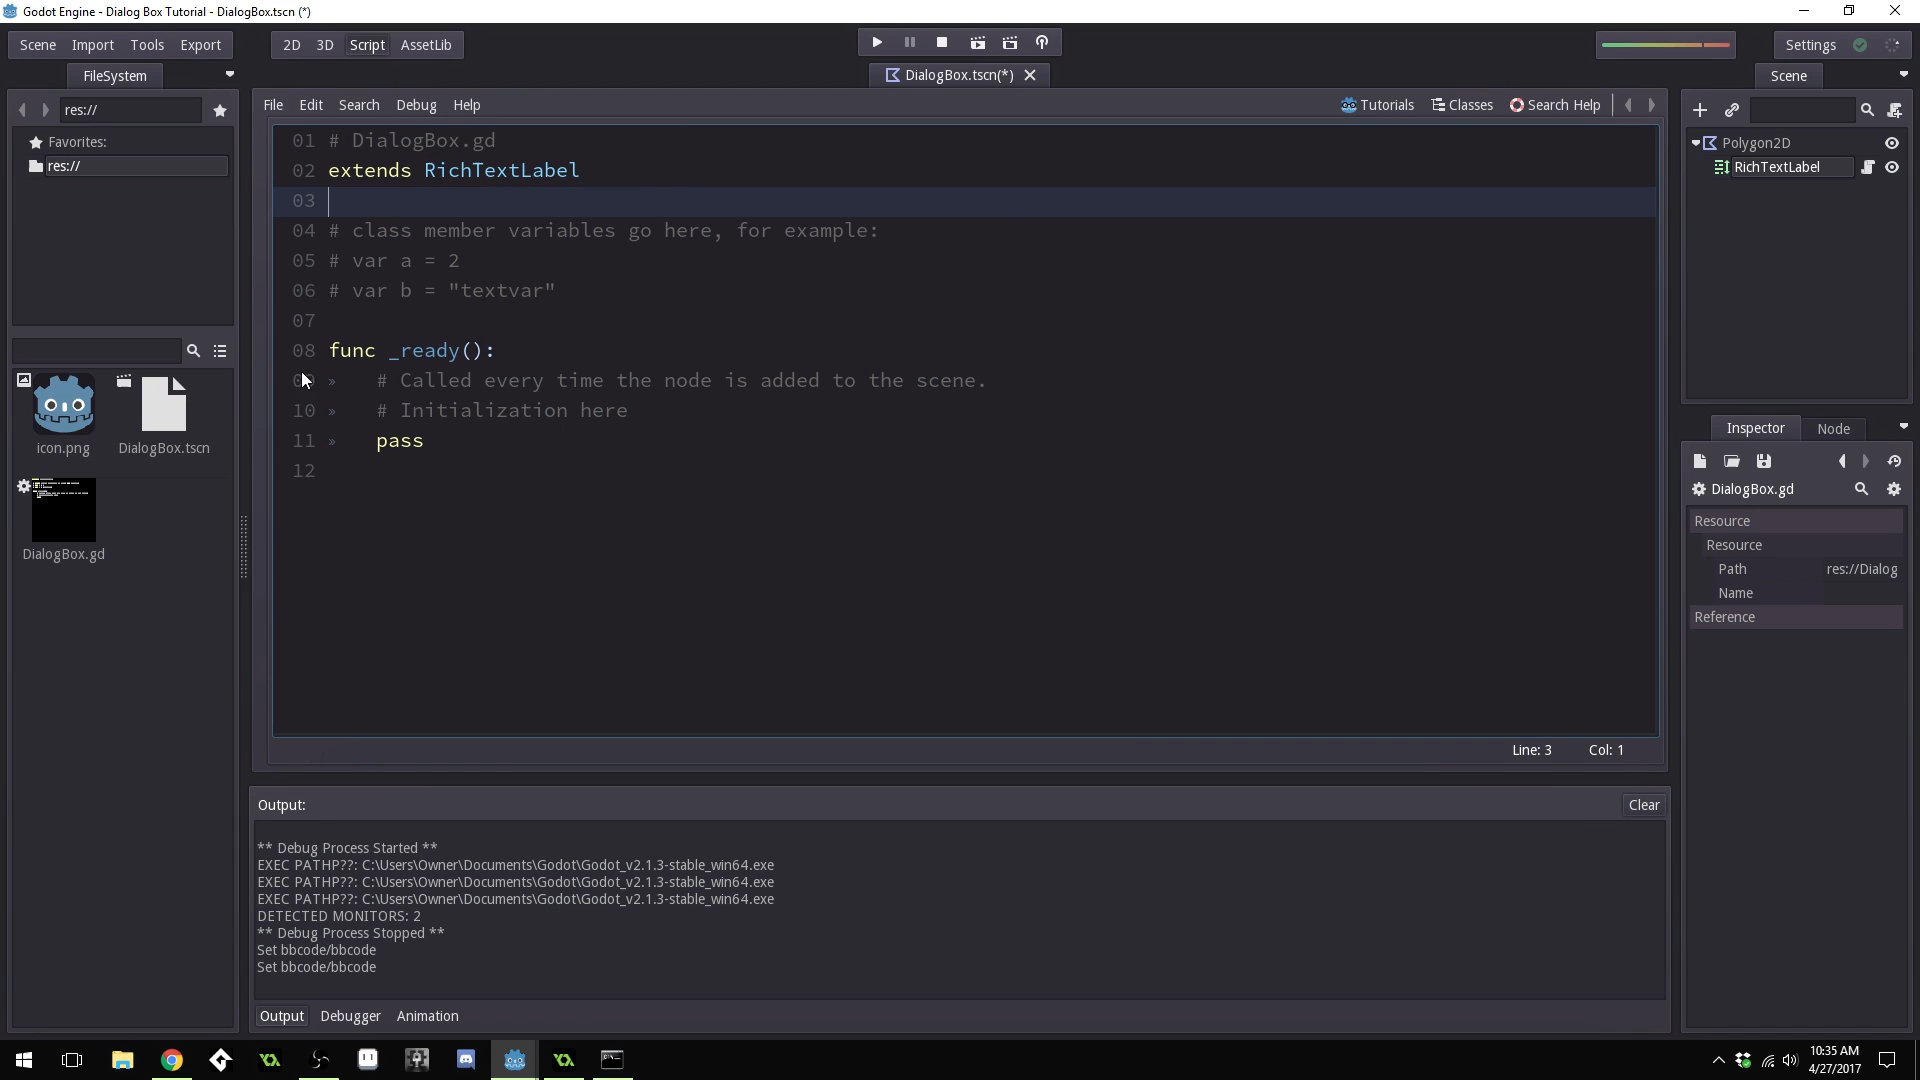 Godot Engine - Dialog Box Tutorial - DialogBox.tscn (*)
Scene Import Tools Export
2D 3D Script AssetLib
Settings
FileSystem
DialogBox.tscn(*)
Scene
res://
File Edit Search Debug Help
Tutorials Classes Search Help
Favorites:
res://
Polygon2D
RichTextLabel
01 # DialogBox.gd
02 extends RichTextLabel
03
04 # class member variables go here, for example:
05 # var a = 2
06 # var b = "textvar"
07
08 func _ready():
09 » # Called every time the node is added to the scene.
10 » # Initialization here
11 » pass
12
Line: 3 Col: 1
icon.png
DialogBox.tscn
DialogBox.gd
Inspector Node
DialogBox.gd
Resource
Resource
Path res://Dialog
Name
Reference
Output:
Clear
** Debug Process Started **
EXEC PATHP??: C:\Users\Owner\Documents\Godot\Godot_v2.1.3-stable_win64.exe
EXEC PATHP??: C:\Users\Owner\Documents\Godot\Godot_v2.1.3-stable_win64.exe
EXEC PATHP??: C:\Users\Owner\Documents\Godot\Godot_v2.1.3-stable_win64.exe
DETECTED MONITORS: 2
** Debug Process Stopped **
Set bbcode/bbcode
Set bbcode/bbcode
Output Debugger Animation
10:35 AM
4/27/2017